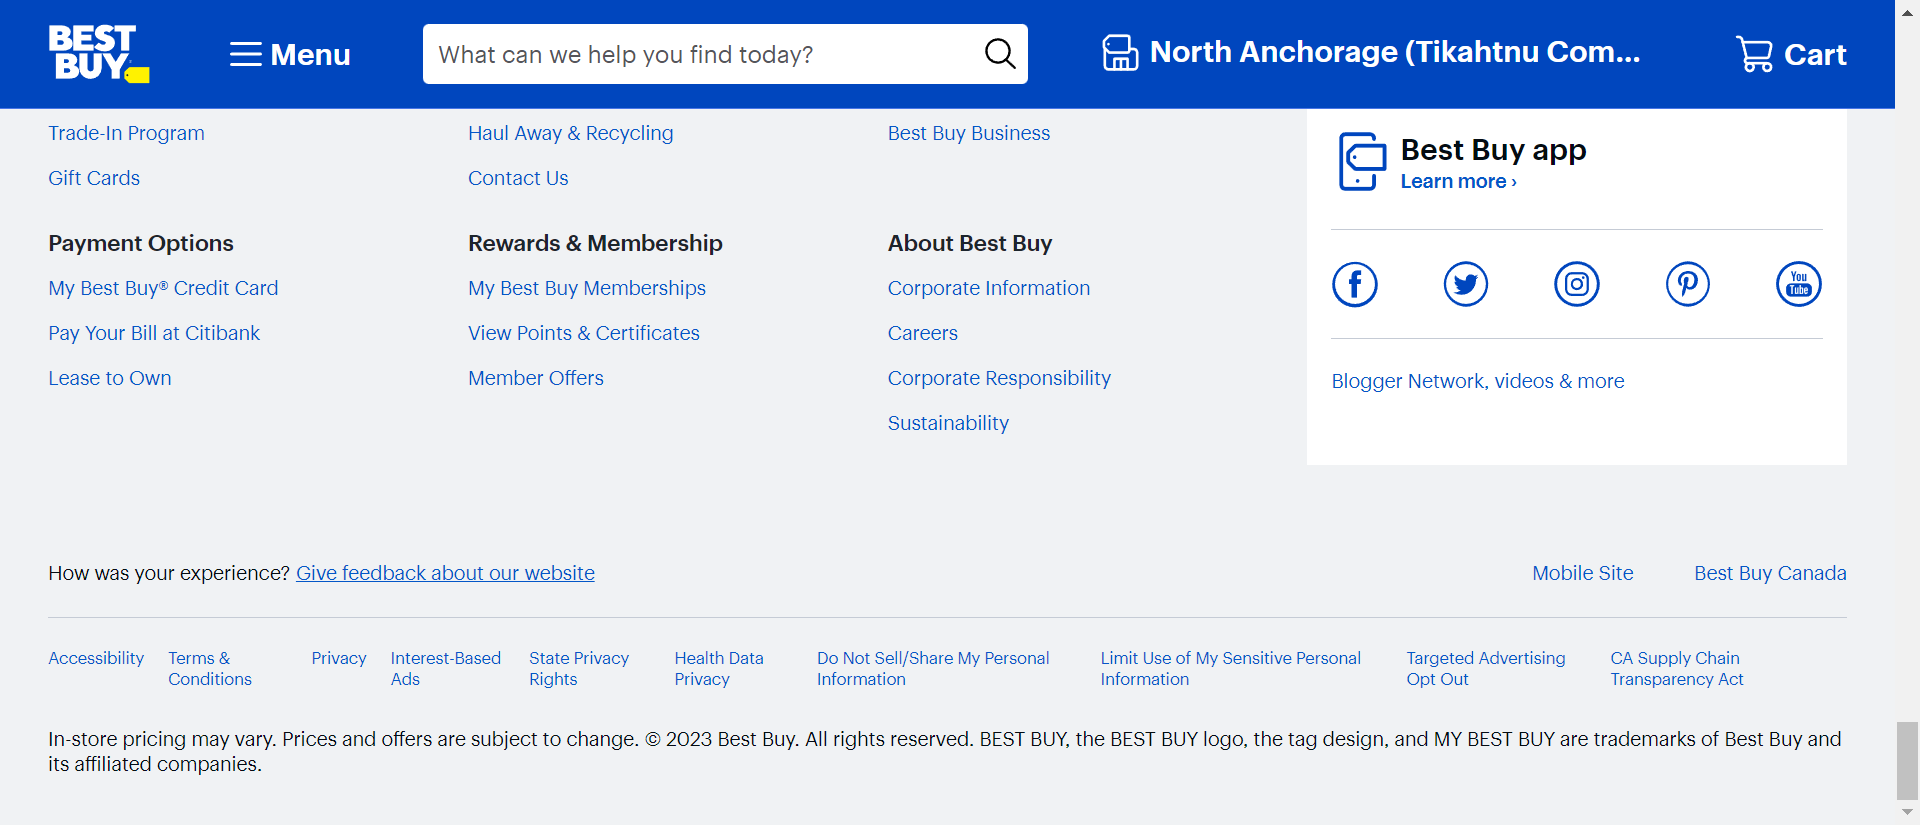 BEST
BUY
Menu
What can we help you find today?
North Anchorage (Tikahtnu Com...
Cart
Trade-In Program
Haul Away & Recycling
Best Buy Business
Gift Cards
Contact Us
Best Buy app
Learn more ›
Payment Options
Rewards & Membership
About Best Buy
My Best Buy® Credit Card
My Best Buy Memberships
Corporate Information
Pay Your Bill at Citibank
View Points & Certificates
Careers
Lease to Own
Member Offers
Corporate Responsibility
Sustainability
You
Tube
Blogger Network, videos & more
How was your experience? Give feedback about our website
Mobile Site
Best Buy Canada
Accessibility
Terms &
Conditions
Privacy
Interest-Based
Ads
State Privacy
Rights
Health Data
Privacy
Do Not Sell/Share My Personal
Information
Limit Use of My Sensitive Personal
Information
Targeted Advertising
Opt Out
CA Supply Chain
Transparency Act
In-store pricing may vary. Prices and offers are subject to change. © 2023 Best Buy. All rights reserved. BEST BUY, the BEST BUY logo, the tag design, and MY BEST BUY are trademarks of Best Buy and
its affiliated companies.